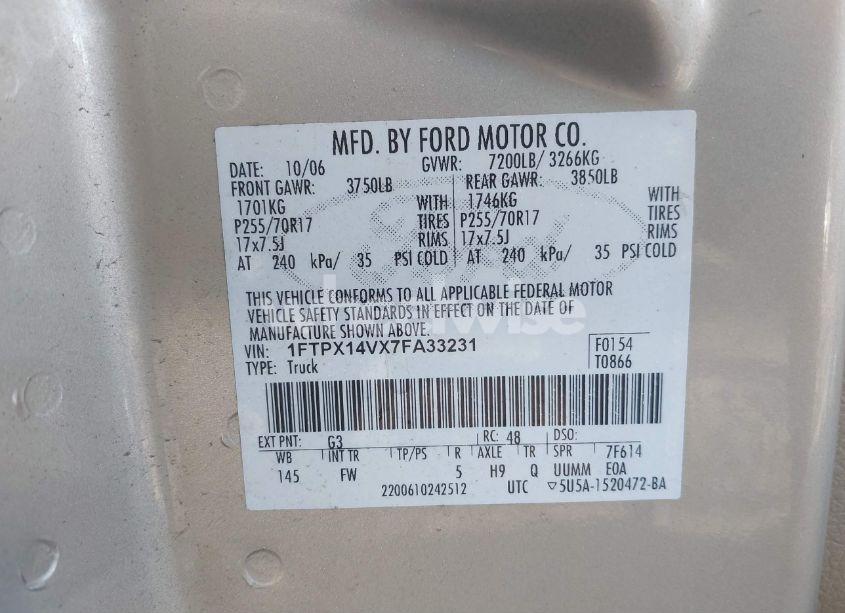 MFD. BY FORD MOTOR CO.
DATE: 10/06 GVWR: 7200LB/ 3266KG
FRONT GAWR: 3750LB REAR GAWR: 3850LB
1701KG WITH 1746KG WITH
P255/70R17 TIRES P255/70R17 TIRES
17x7.5J RIMS 17x7.5J RIMS
AT 240 kPa/ 35 PSI COLD AT 240 kPa/ 35 PSI COLD
THIS VEHICLE CONFORMS TO ALL APPLICABLE FEDERAL MOTOR
VEHICLE SAFETY STANDARDS IN EFFECT ON THE DATE OF
MANUFACTURE SHOWN ABOVE.
VIN: 1FTPX14VX7FA33231 F0154
TYPE: Truck T0866
EXT PNT: G3 RC: 48 DSO:
WB INT TR TP/PS R AXLE TR SPR 7F614
145 FW 5 H9 Q UUMM EOA
2200610242512 UTC ▽5U5A-1520472-BA